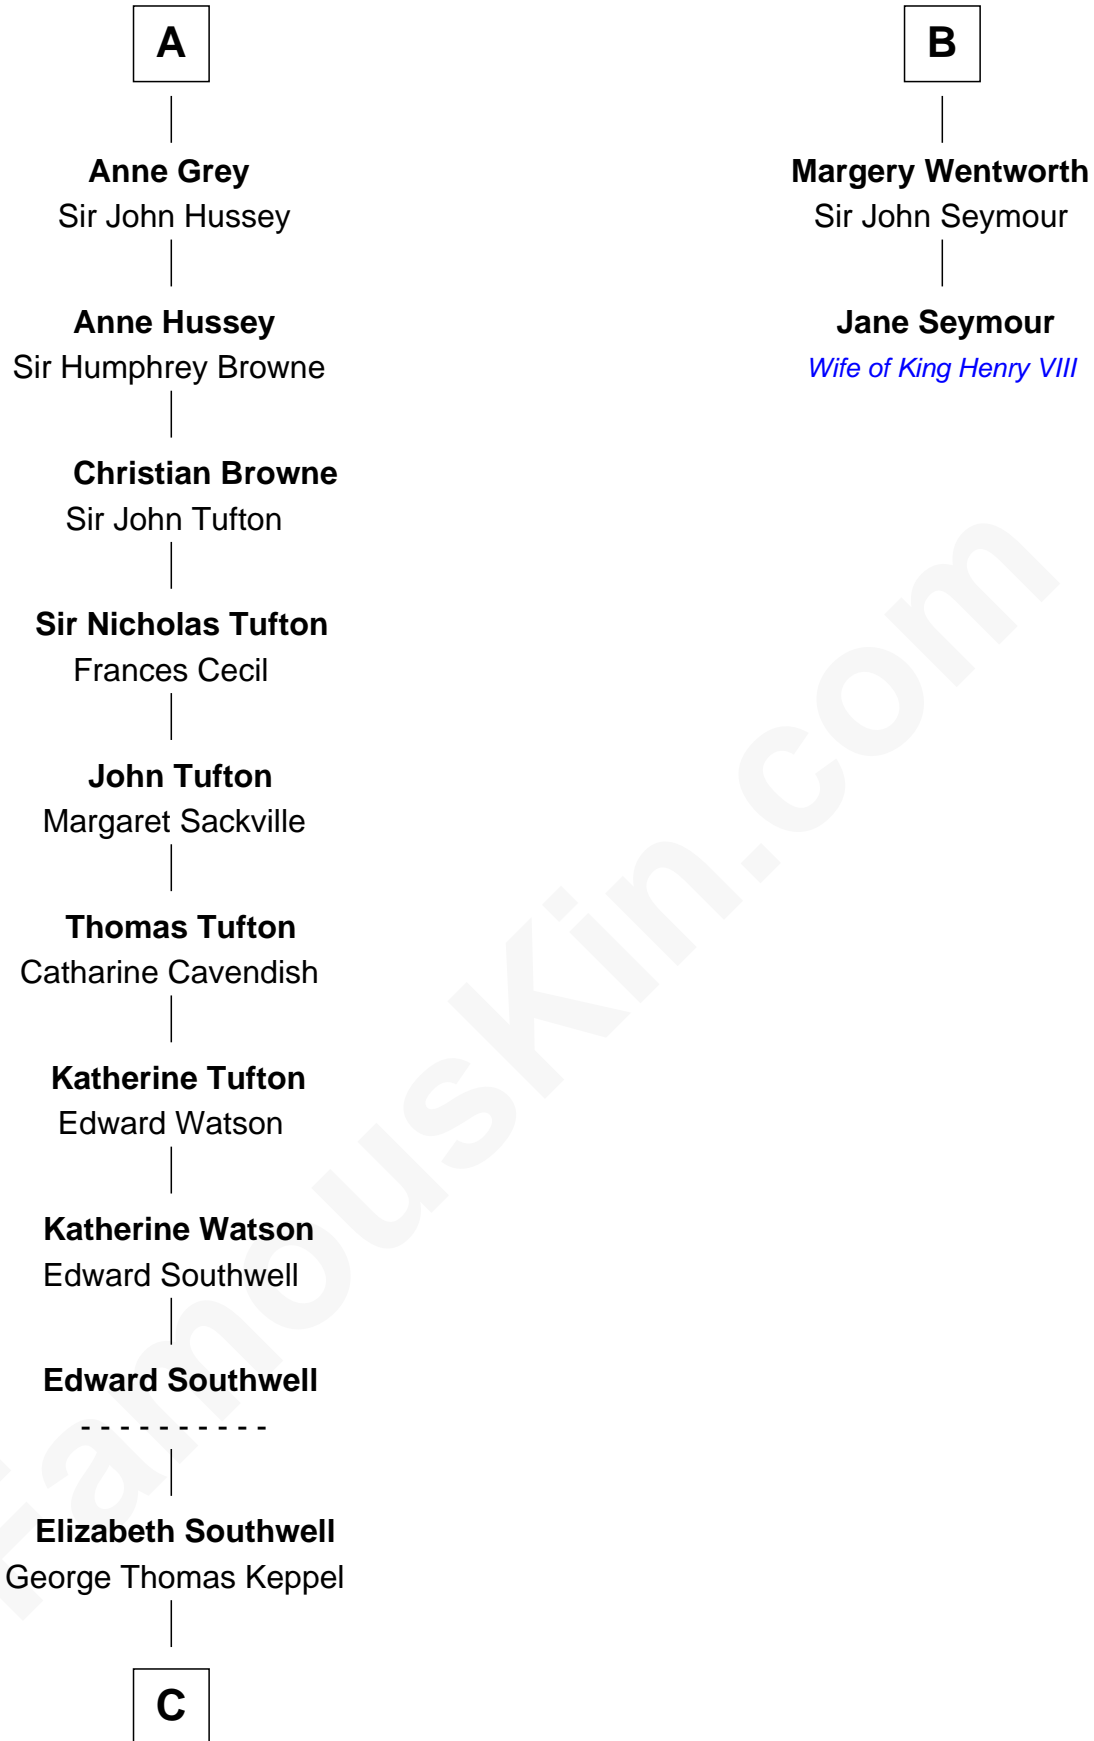 A
B
Anne Grey
Sir John Hussey
Margery Wentworth
Sir John Seymour
Anne Hussey
Sir Humphrey Browne
Jane Seymour
Wife of King Henry VIII
Christian Browne
Sir John Tufton
Sir Nicholas Tufton
Frances Cecil
John Tufton
Margaret Sackville
Thomas Tufton
Catharine Cavendish
Katherine Tufton
Edward Watson
Katherine Watson
Edward Southwell
Edward Southwell
- - - - - - - - - -
Elizabeth Southwell
George Thomas Keppel
C
FamousKin.com